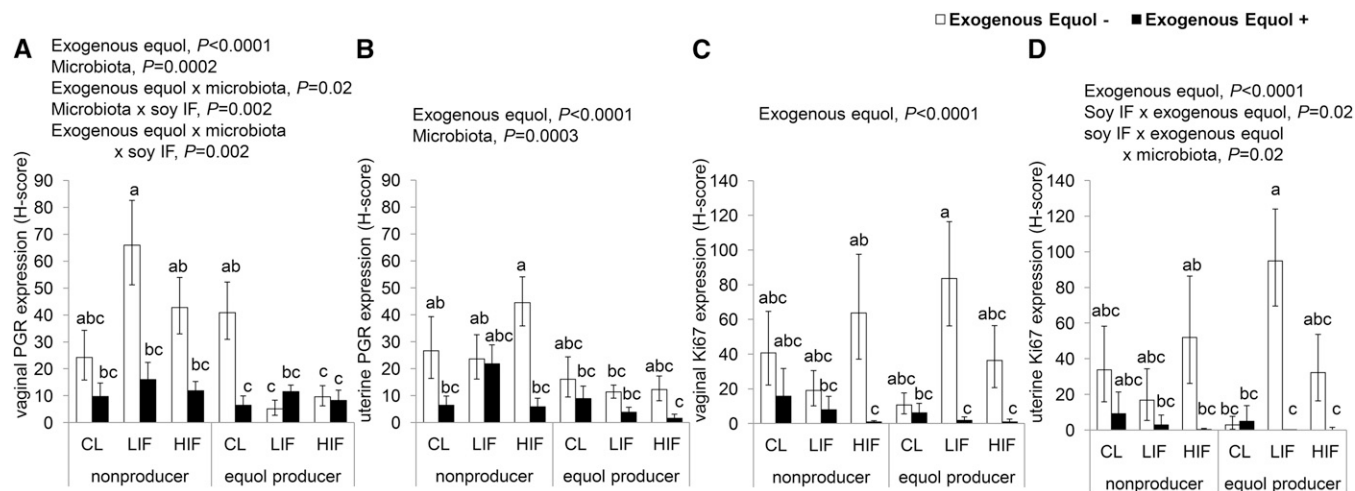 □ Exogenous Equol - ■ Exogenous Equol +
A
Exogenous equol, P<0.0001
Microbiota, P=0.0002
Exogenous equol x microbiota, P=0.02
Microbiota x soy IF, P=0.002
Exogenous equol x microbiota
x soy IF, P=0.002
vaginal PGR expression (H-score)
90
80
70
60
50
40
30
20
10
0
abc
bc
a
bc
ab
bc
ab
c
c
bc
c
c
CL LIF HIF CL LIF HIF
nonproducer equol producer
B
Exogenous equol, P<0.0001
Microbiota, P=0.0003
uterine PGR expression (H-score)
90
80
70
60
50
40
30
20
10
0
ab
bc
ab
abc
a
bc
abc
bc
abc
bc
abc
c
CL LIF HIF CL LIF HIF
nonproducer equol producer
C
Exogenous equol, P<0.0001
vaginal Ki67 expression (H-score)
140
120
100
80
60
40
20
0
abc
abc
abc
bc
ab
c
abc
abc
a
c
abc
c
CL LIF HIF CL LIF HIF
nonproducer equol producer
D
Exogenous equol, P<0.0001
Soy IF x exogenous equol, P=0.02
soy IF x exogenous equol
x microbiota, P=0.02
uterine Ki67 expression (H-score)
140
120
100
80
60
40
20
0
abc
abc
abc
bc
ab
bc
bc
abc
a
c
abc
c
CL LIF HIF CL LIF HIF
nonproducer equol producer